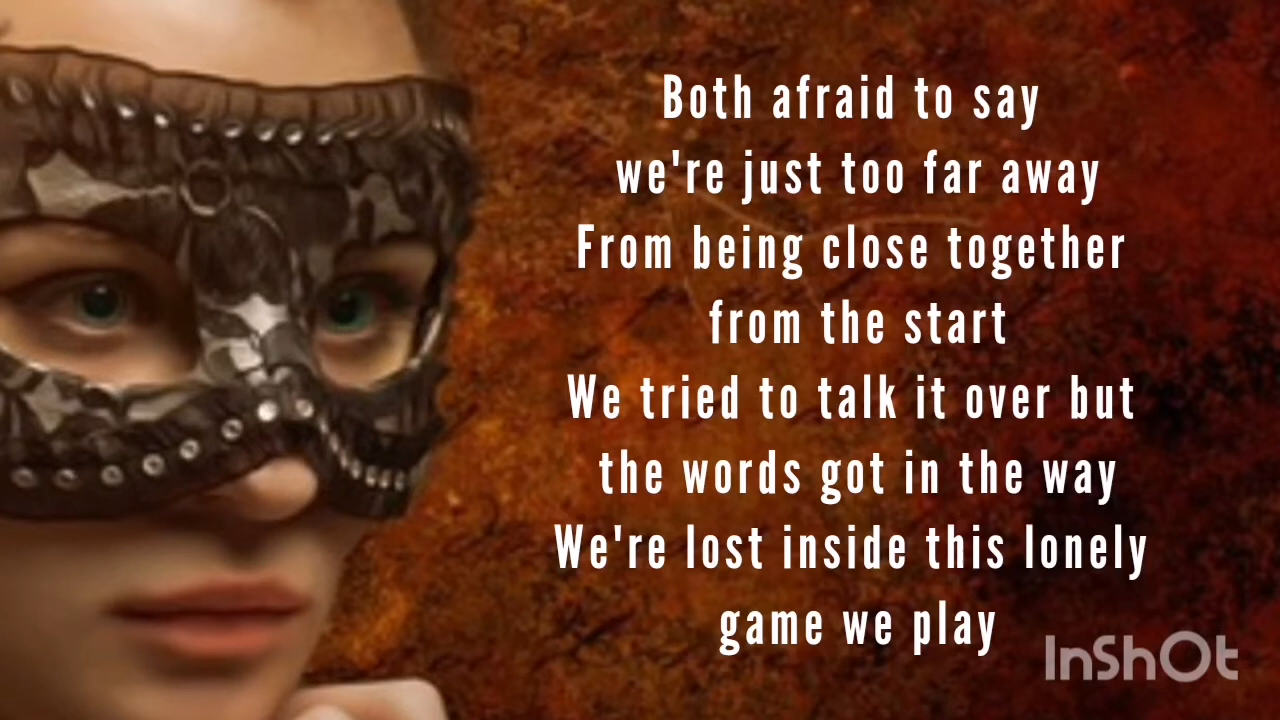 Both afraid to say
we're just too far away
From being close together
from the start
We tried to talk it over but
the words got in the way
We're lost inside this lonely
game we play
InShOt